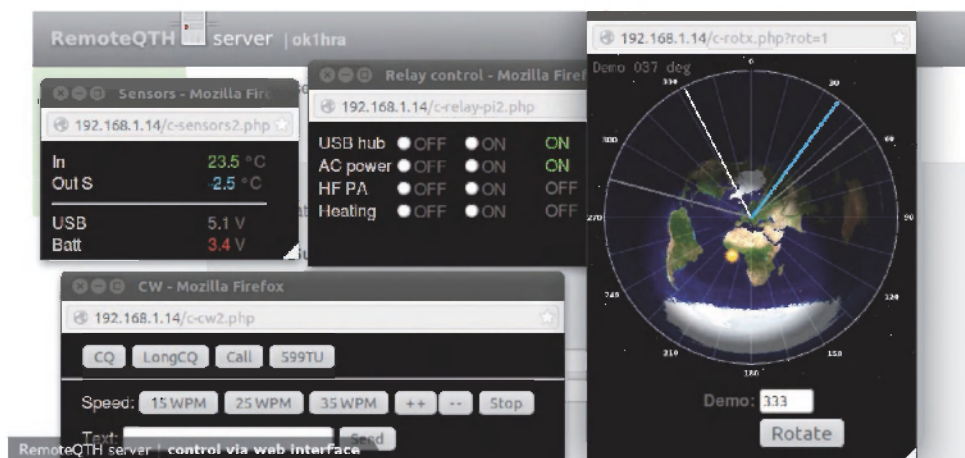 RemoteQTH server | ok1hra
Sensors - Mozilla Fire
192.168.1.14/c-sensors2.php
In 23.5 °C
Out S -2.5 °C
USB 5.1 V
Batt 3.4 V
Relay control - Mozilla Firef
192.168.1.14/c-relay-pi2.php
USB hub OFF ON ON
AC power OFF ON ON
HF PA OFF ON OFF
Heating OFF ON OFF
CW - Mozilla Firefox
192.168.1.14/c-cw2.php
CQ LongCQ Call 599TU
Speed: 15 WPM 25 WPM 35 WPM ++ -- Stop
Text: Send
RemoteQTH server | control via web interface
192.168.1.14/c-rotx.php?rot=1
Demo 037 deg
0
330 30
300 60
270 90
240 120
210 150
180
Demo: 333
Rotate